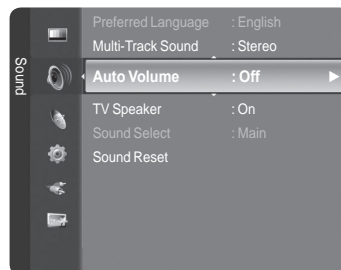 Sound
Preferred Language : English
Multi-Track Sound : Stereo
Auto Volume : Off
TV Speaker : On
Sound Select : Main
Sound Reset